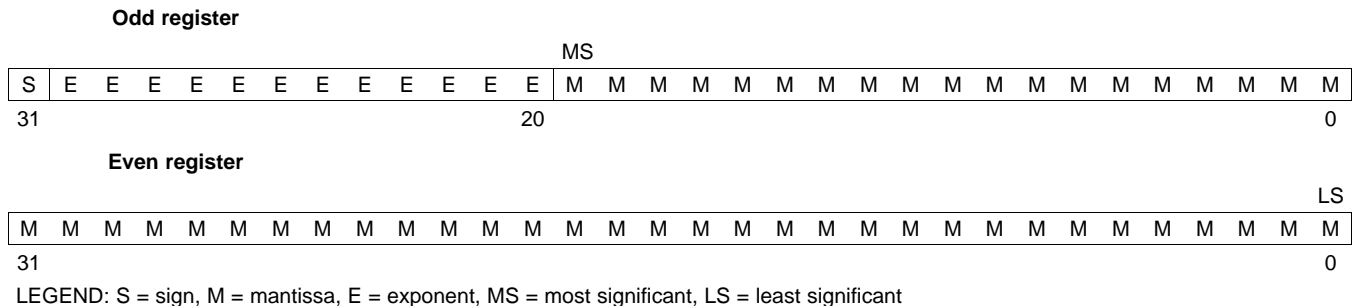 Odd register
MS
S E E E E E E E E E E E E M M M M M M M M M M M M M M M M M M M
31 20 0
Even register
LS
M M M M M M M M M M M M M M M M M M M M M M M M M M M M M M M M
31 0
LEGEND: S = sign, M = mantissa, E = exponent, MS = most significant, LS = least significant